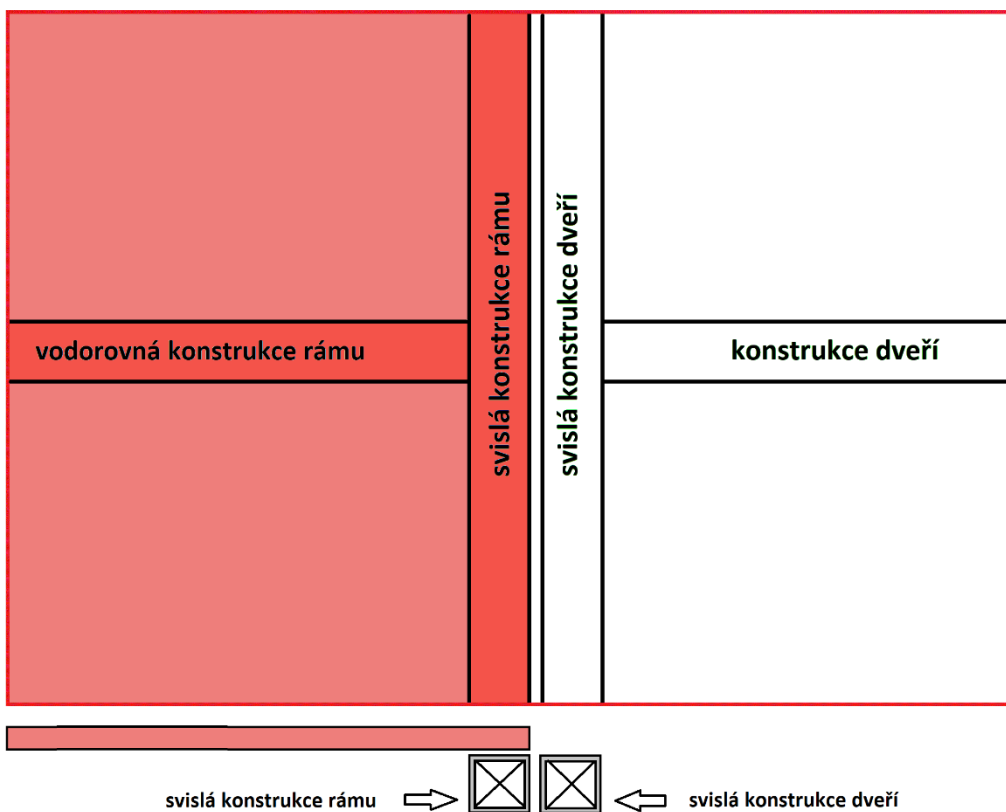 vodorovná konstrukce rámu
svislá konstrukce rámu
svislá konstrukce dveří
konstrukce dveří
svislá konstrukce rámu
svislá konstrukce dveří